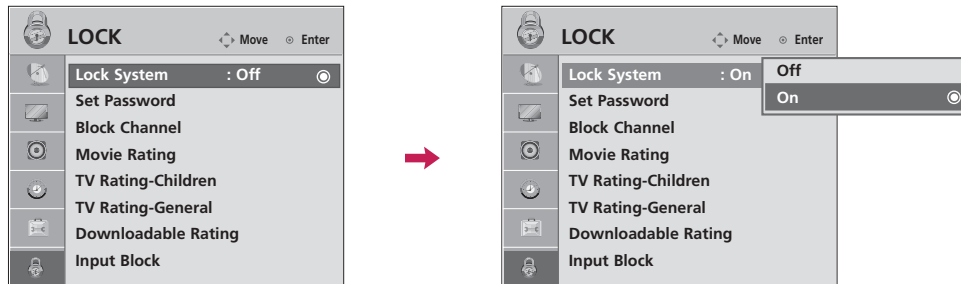 LOCK Move Enter
Lock System : Off
Set Password
Block Channel
Movie Rating
TV Rating-Children
TV Rating-General
Downloadable Rating
Input Block
LOCK Move Enter
Lock System : On
Off
On
Set Password
Block Channel
Movie Rating
TV Rating-Children
TV Rating-General
Downloadable Rating
Input Block